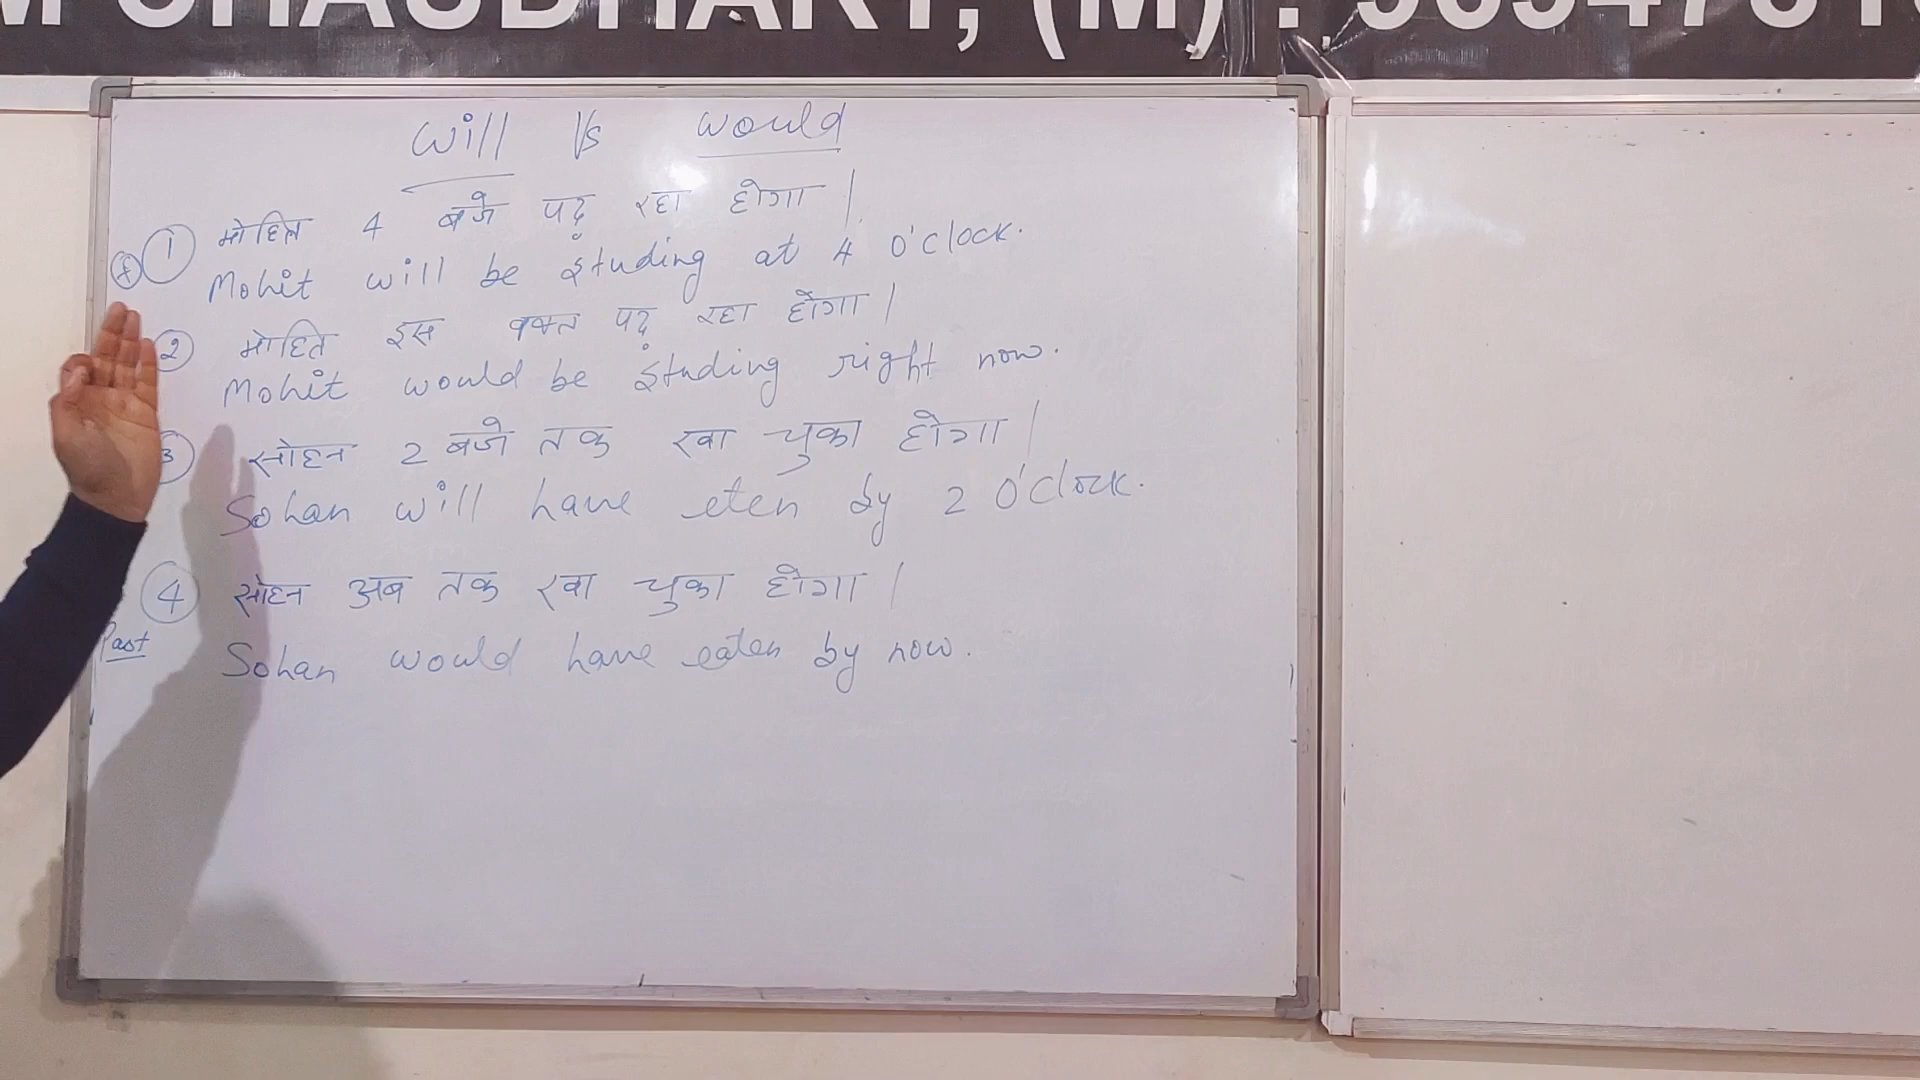 M CHAUDHARY, (M) : 
Will Vs Would
① मोहित 4 बजे पढ़ रहा होगा |
Mohit will be studing at 4 O'clock.
② मोहित इस वक्त पढ़ रहा होगा |
Mohit would be studing right now.
3 सोहन 2 बजे तक खा चुका होगा |
Sohan will have eten by 2 O'clock.
④ सोहन अब तक खा चुका होगा |
Past
Sohan would have eaten by now.